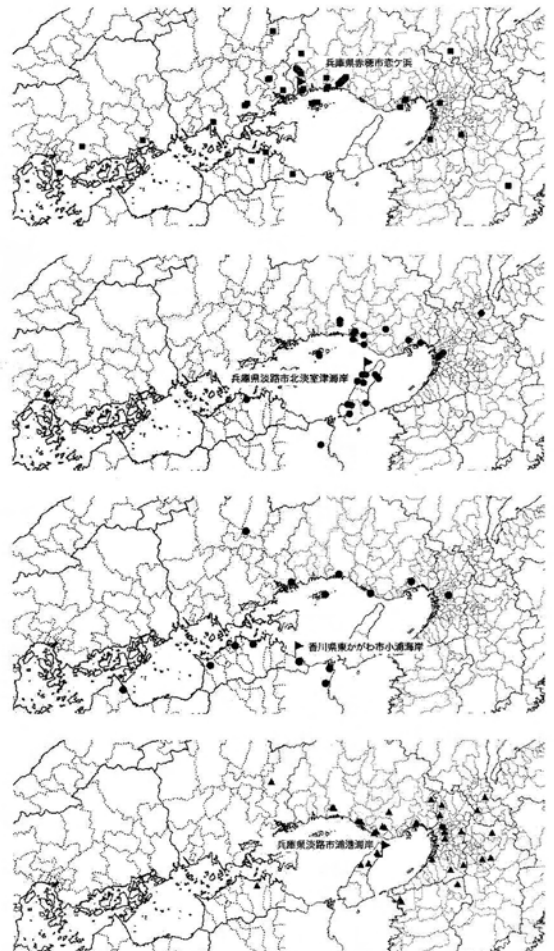 兵庫県赤穂市恋ケ浜
兵庫県淡路市北淡室津海岸
香川県東かがわ市小浦海岸
兵庫県淡路市浦港海岸